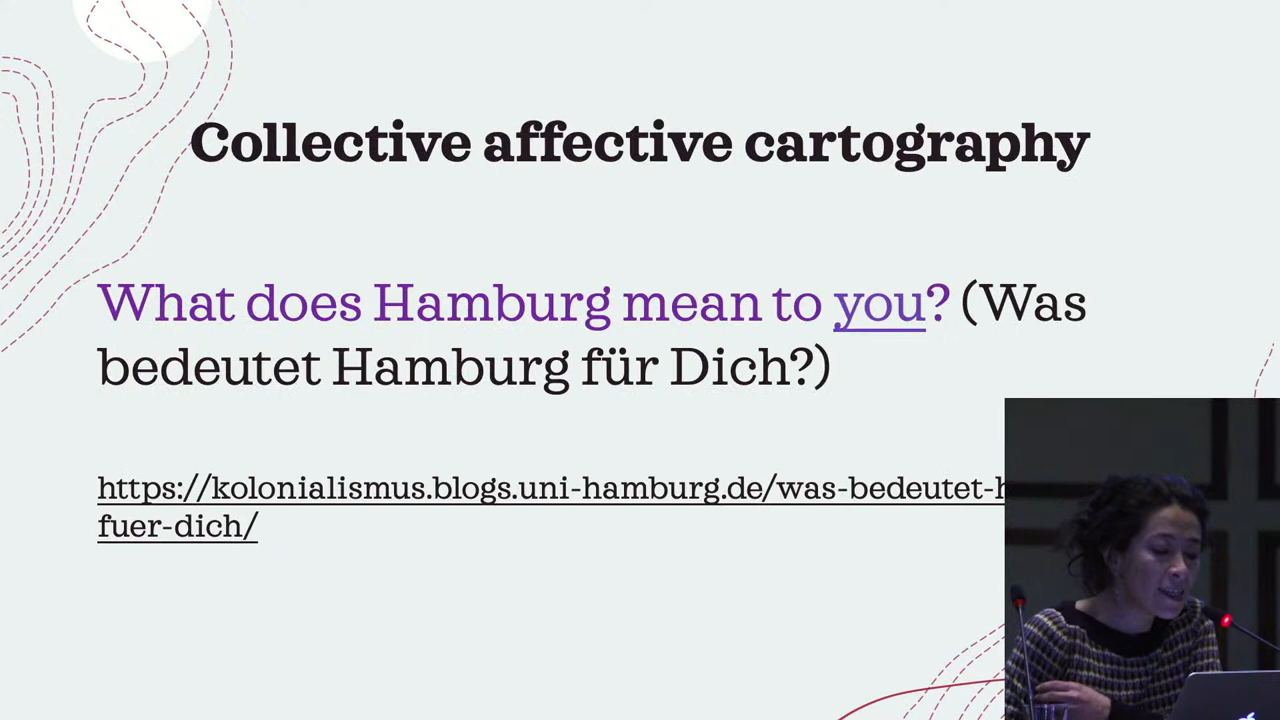 Collective affective cartography
What does Hamburg mean to you? (Was
bedeutet Hamburg für Dich?)
https://kolonialismus.blogs.uni-hamburg.de/was-bedeutet-
fuer-dich/